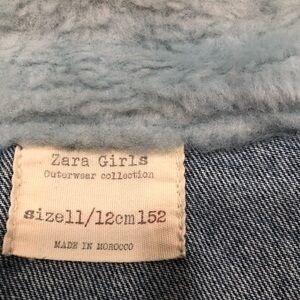 Zara Girls
Outerwear collection
size11/12cm152
MADE IN MOROCCO